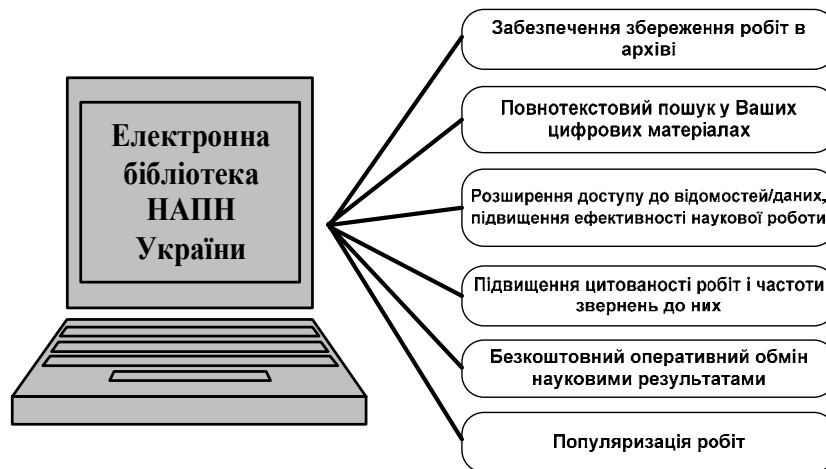 Електронна
бібліотека
НАПН
України
Забезпечення збереження робіт в
архіві
Повнотекстовий пошук у Ваших
цифрових матеріалах
Розширення доступу до відомостей/даних,
підвищення ефективності наукової роботи
Підвищення цитованості робіт і частоти
звернень до них
Безкоштовний оперативний обмін
науковими результатами
Популяризація робіт